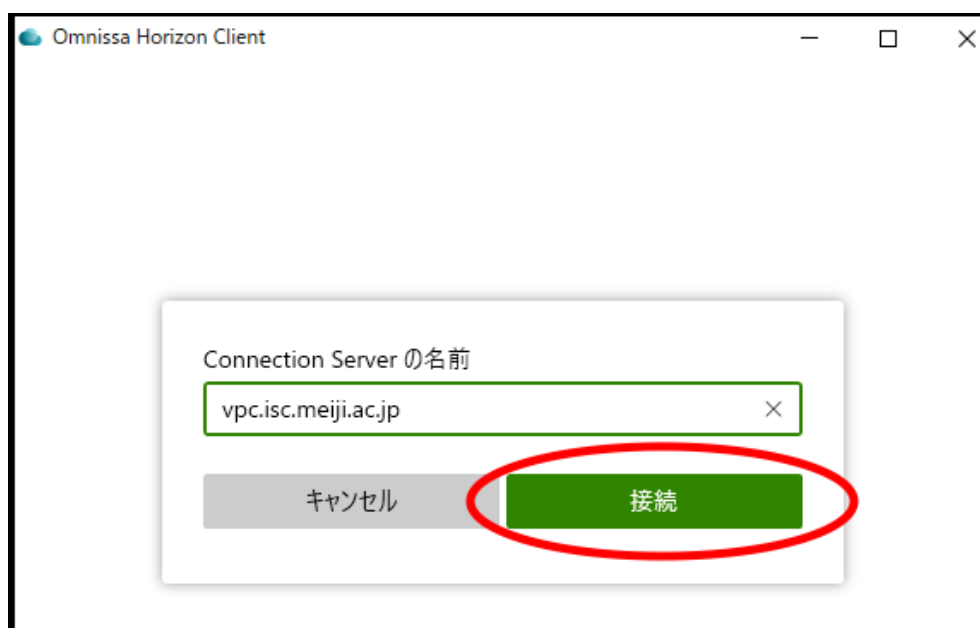 Omnissa Horizon Client
Connection Server の名前
vpc.isc.meiji.ac.jp
キャンセル 接続